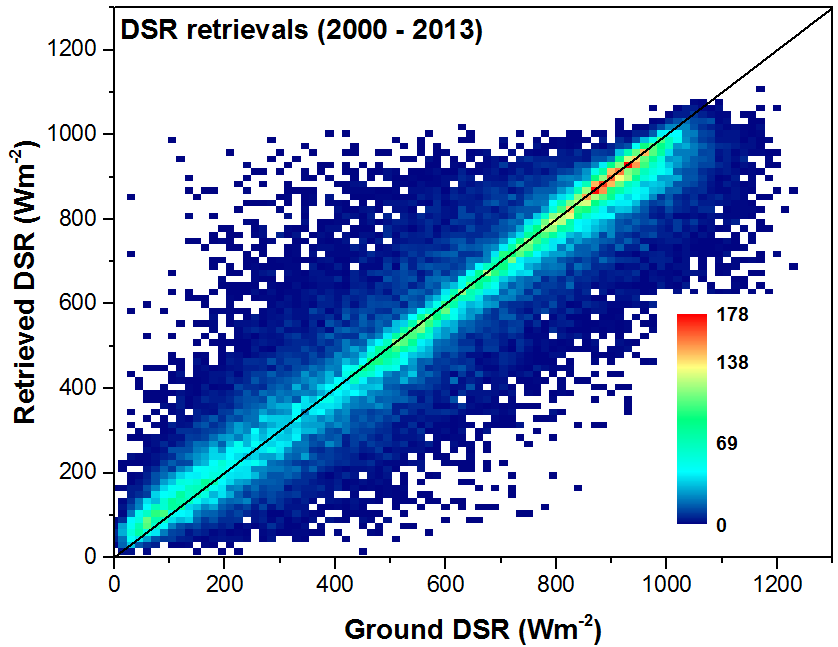 DSR retrievals (2000 - 2013)
1200
1000
800
600
400
200
0
Retrieved DSR (Wm-2)
178
138
69
0
0 200 400 600 800 1000 1200
Ground DSR (Wm-2)